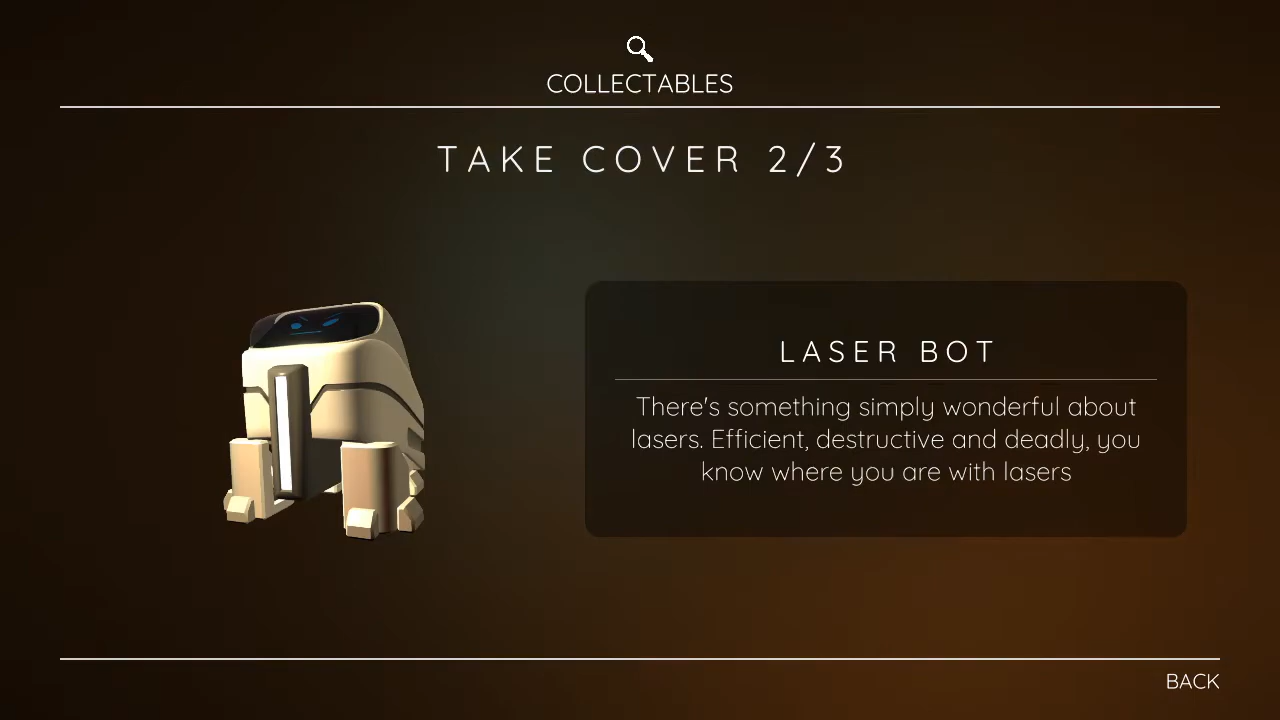 COLLECTABLES
TAKE COVER 2/3
LASER BOT
There's something simply wonderful about
lasers. Efficient, destructive and deadly, you
know where you are with lasers
BACK